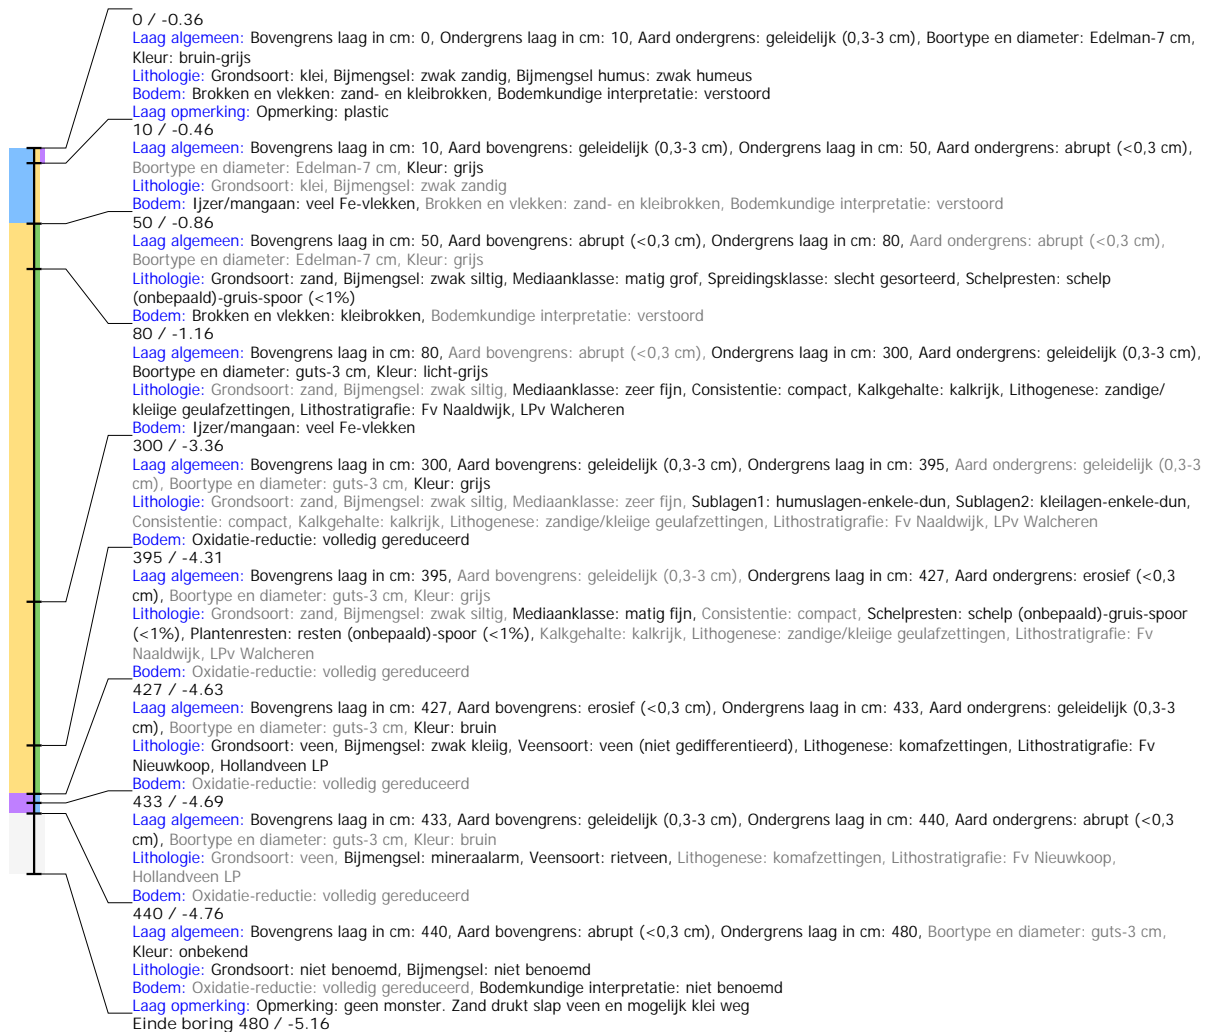 0 / -0.36
Laag algemeen: Bovengrens laag in cm: 0, Ondergrens laag in cm: 10, Aard ondergrens: geleidelijk (0,3-3 cm), Boortype en diameter: Edelman-7 cm,
Kleur: bruin-grijs
Lithologie: Grondsoort: klei, Bijmengsel: zwak zandig, Bijmengsel humus: zwak humeus
Bodem: Brokken en vlekken: zand- en kleibrokken, Bodemkundige interpretatie: verstoord
Laag opmerking: Opmerking: plastic
10 / -0.46
Laag algemeen: Bovengrens laag in cm: 10, Aard bovengrens: geleidelijk (0,3-3 cm), Ondergrens laag in cm: 50, Aard ondergrens: abrupt (<0,3 cm),
Boortype en diameter: Edelman-7 cm, Kleur: grijs
Lithologie: Grondsoort: klei, Bijmengsel: zwak zandig
Bodem: Ijzer/mangaan: veel Fe-vlekken, Brokken en vlekken: zand- en kleibrokken, Bodemkundige interpretatie: verstoord
50 / -0.86
Laag algemeen: Bovengrens laag in cm: 50, Aard bovengrens: abrupt (<0,3 cm), Ondergrens laag in cm: 80, Aard ondergrens: abrupt (<0,3 cm),
Boortype en diameter: Edelman-7 cm, Kleur: grijs
Lithologie: Grondsoort: zand, Bijmengsel: zwak siltig, Mediaanklasse: matig grof, Spreidingsklasse: slecht gesorteerd, Schelpresten: schelp
(onbepaald)-gruis-spoor (<1%)
Bodem: Brokken en vlekken: kleibrokken, Bodemkundige interpretatie: verstoord
80 / -1.16
Laag algemeen: Bovengrens laag in cm: 80, Aard bovengrens: abrupt (<0,3 cm), Ondergrens laag in cm: 300, Aard ondergrens: geleidelijk (0,3-3 cm),
Boortype en diameter: guts-3 cm, Kleur: licht-grijs
Lithologie: Grondsoort: zand, Bijmengsel: zwak siltig, Mediaanklasse: zeer fijn, Consistentie: compact, Kalkgehalte: kalkrijk, Lithogenese: zandige/
kleiige geulafzettingen, Lithostratigrafie: Fv Naaldwijk, LPv Walcheren
Bodem: Ijzer/mangaan: veel Fe-vlekken
300 / -3.36
Laag algemeen: Bovengrens laag in cm: 300, Aard bovengrens: geleidelijk (0,3-3 cm), Ondergrens laag in cm: 395, Aard ondergrens: geleidelijk (0,3-3
cm), Boortype en diameter: guts-3 cm, Kleur: grijs
Lithologie: Grondsoort: zand, Bijmengsel: zwak siltig, Mediaanklasse: zeer fijn, Sublagen1: humuslagen-enkele-dun, Sublagen2: kleilagen-enkele-dun,
Consistentie: compact, Kalkgehalte: kalkrijk, Lithogenese: zandige/kleiige geulafzettingen, Lithostratigrafie: Fv Naaldwijk, LPv Walcheren
Bodem: Oxidatie-reductie: volledig gereduceerd
395 / -4.31
Laag algemeen: Bovengrens laag in cm: 395, Aard bovengrens: geleidelijk (0,3-3 cm), Ondergrens laag in cm: 427, Aard ondergrens: erosief (<0,3
cm), Boortype en diameter: guts-3 cm, Kleur: grijs
Lithologie: Grondsoort: zand, Bijmengsel: zwak siltig, Mediaanklasse: matig fijn, Consistentie: compact, Schelpresten: schelp (onbepaald)-gruis-spoor
(<1%), Plantenresten: resten (onbepaald)-spoor (<1%), Kalkgehalte: kalkrijk, Lithogenese: zandige/kleiige geulafzettingen, Lithostratigrafie: Fv
Naaldwijk, LPv Walcheren
Bodem: Oxidatie-reductie: volledig gereduceerd
427 / -4.63
Laag algemeen: Bovengrens laag in cm: 427, Aard bovengrens: erosief (<0,3 cm), Ondergrens laag in cm: 433, Aard ondergrens: geleidelijk (0,3-3
cm), Boortype en diameter: guts-3 cm, Kleur: bruin
Lithologie: Grondsoort: veen, Bijmengsel: zwak kleiig, Veensoort: veen (niet gedifferentieerd), Lithogenese: komafzettingen, Lithostratigrafie: Fv
Nieuwkoop, Hollandveen LP
Bodem: Oxidatie-reductie: volledig gereduceerd
433 / -4.69
Laag algemeen: Bovengrens laag in cm: 433, Aard bovengrens: geleidelijk (0,3-3 cm), Ondergrens laag in cm: 440, Aard ondergrens: abrupt (<0,3
cm), Boortype en diameter: guts-3 cm, Kleur: bruin
Lithologie: Grondsoort: veen, Bijmengsel: mineraalarm, Veensoort: rietveen, Lithogenese: komafzettingen, Lithostratigrafie: Fv Nieuwkoop,
Hollandveen LP
Bodem: Oxidatie-reductie: volledig gereduceerd
440 / -4.76
Laag algemeen: Bovengrens laag in cm: 440, Aard bovengrens: abrupt (<0,3 cm), Ondergrens laag in cm: 480, Boortype en diameter: guts-3 cm,
Kleur: onbekend
Lithologie: Grondsoort: niet benoemd, Bijmengsel: niet benoemd
Bodem: Oxidatie-reductie: volledig gereduceerd, Bodemkundige interpretatie: niet benoemd
Laag opmerking: Opmerking: geen monster. Zand drukt slap veen en mogelijk klei weg
Einde boring 480 / -5.16